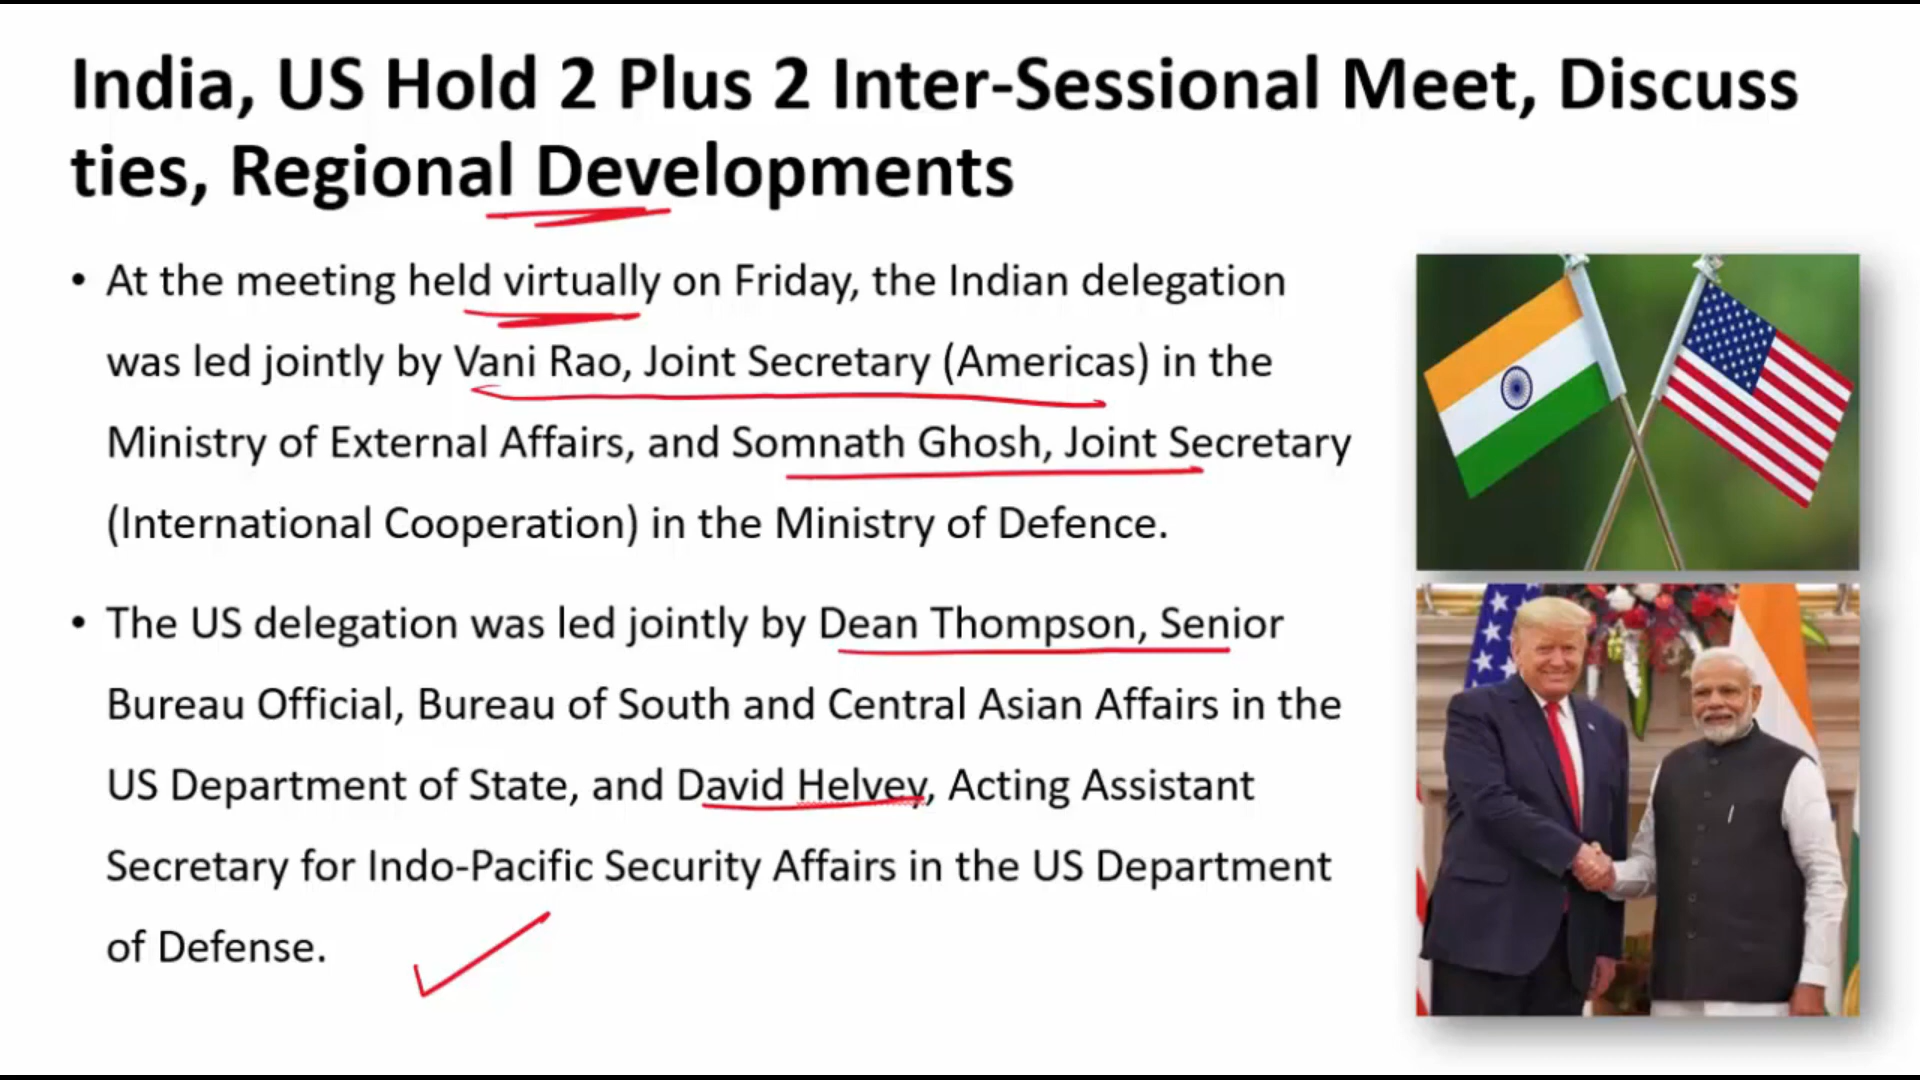 India, US Hold 2 Plus 2 Inter-Sessional Meet, Discuss
ties, Regional Developments
• At the meeting held virtually on Friday, the Indian delegation
was led jointly by Vani Rao, Joint Secretary (Americas) in the
Ministry of External Affairs, and Somnath Ghosh, Joint Secretary
(International Cooperation) in the Ministry of Defence.
• The US delegation was led jointly by Dean Thompson, Senior
Bureau Official, Bureau of South and Central Asian Affairs in the
US Department of State, and David Helvey, Acting Assistant
Secretary for Indo-Pacific Security Affairs in the US Department
of Defense.